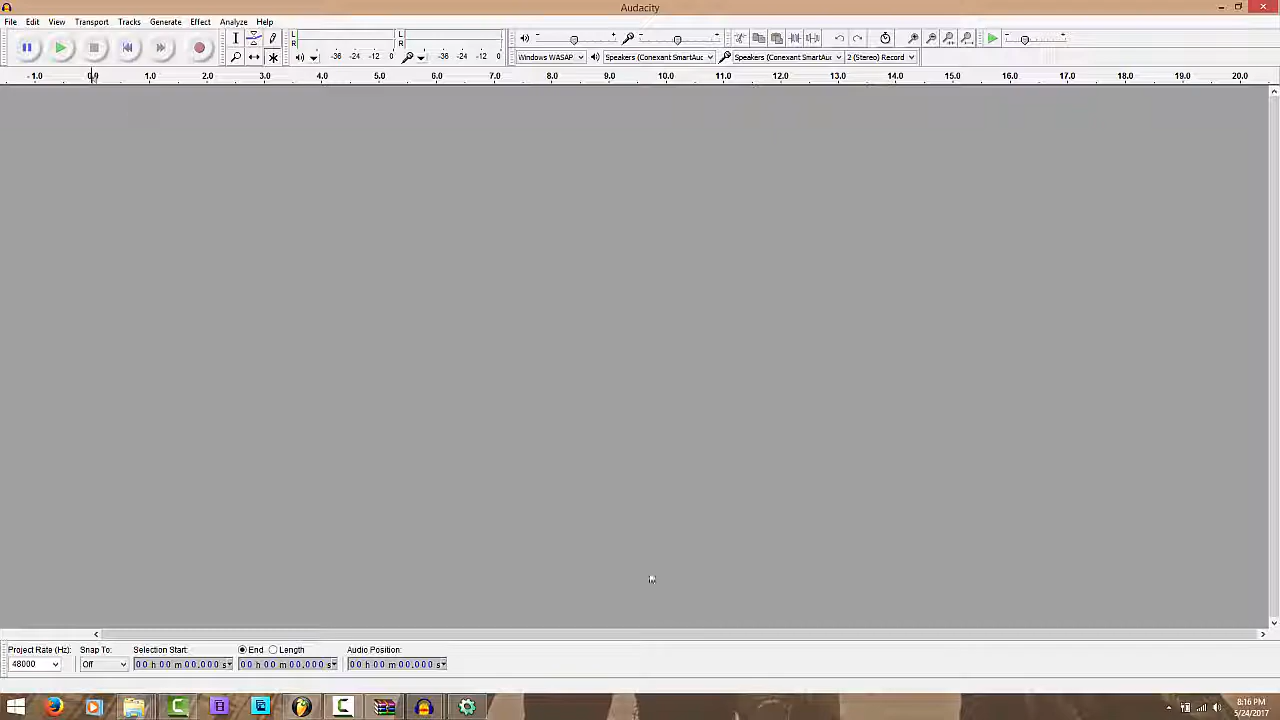 Audacity
File Edit View Transport Tracks Generate Effect Analyze Help
L
R
L
R
-36 -24 -12 0
-36 -24 -12 0
Windows WASAP
Speakers (Conexant SmartAuc
Speakers (Conexant SmartAuc
2 (Stereo) Record
-1.0 0.0 1.0 2.0 3.0 4.0 5.0 6.0 7.0 8.0 9.0 10.0 11.0 12.0 13.0 14.0 15.0 16.0 17.0 18.0 19.0 20.0
Project Rate (Hz): Snap To: Selection Start: End Length Audio Position:
48000 Off 00 h 00 m 00.000 s 00 h 00 m 00.000 s 00 h 00 m 00.000 s
8:16 PM
5/24/2017